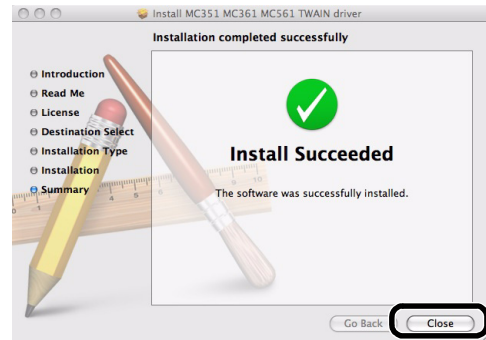 Install MC351 MC361 MC561 TWAIN driver
Installation completed successfully
Introduction
Read Me
License
Destination Select
Installation Type
Installation
Summary
Install Succeeded
The software was successfully installed.
Go Back
Close